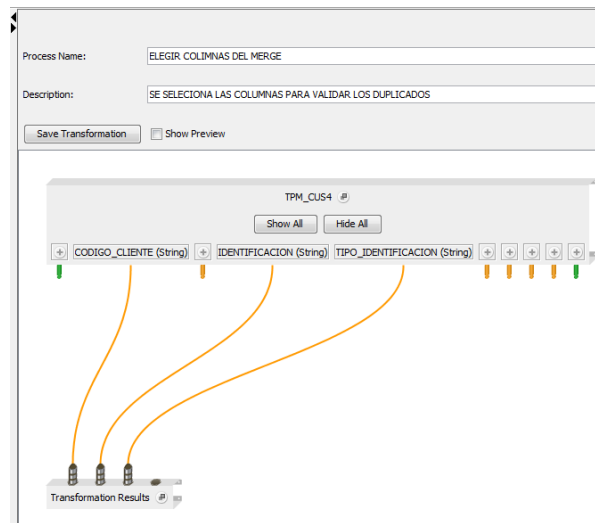 Process Name: ELEGIR COLIMNAS DEL MERGE
Description: SE SELECIONA LAS COLUMNAS PARA VALIDAR LOS DUPLICADOS
Save Transformation Show Preview
TPM_CUS4
Show All Hide All
CODIGO_CLIENTE (String) IDENTIFICACION (String) TIPO_IDENTIFICACION (String)
Transformation Results